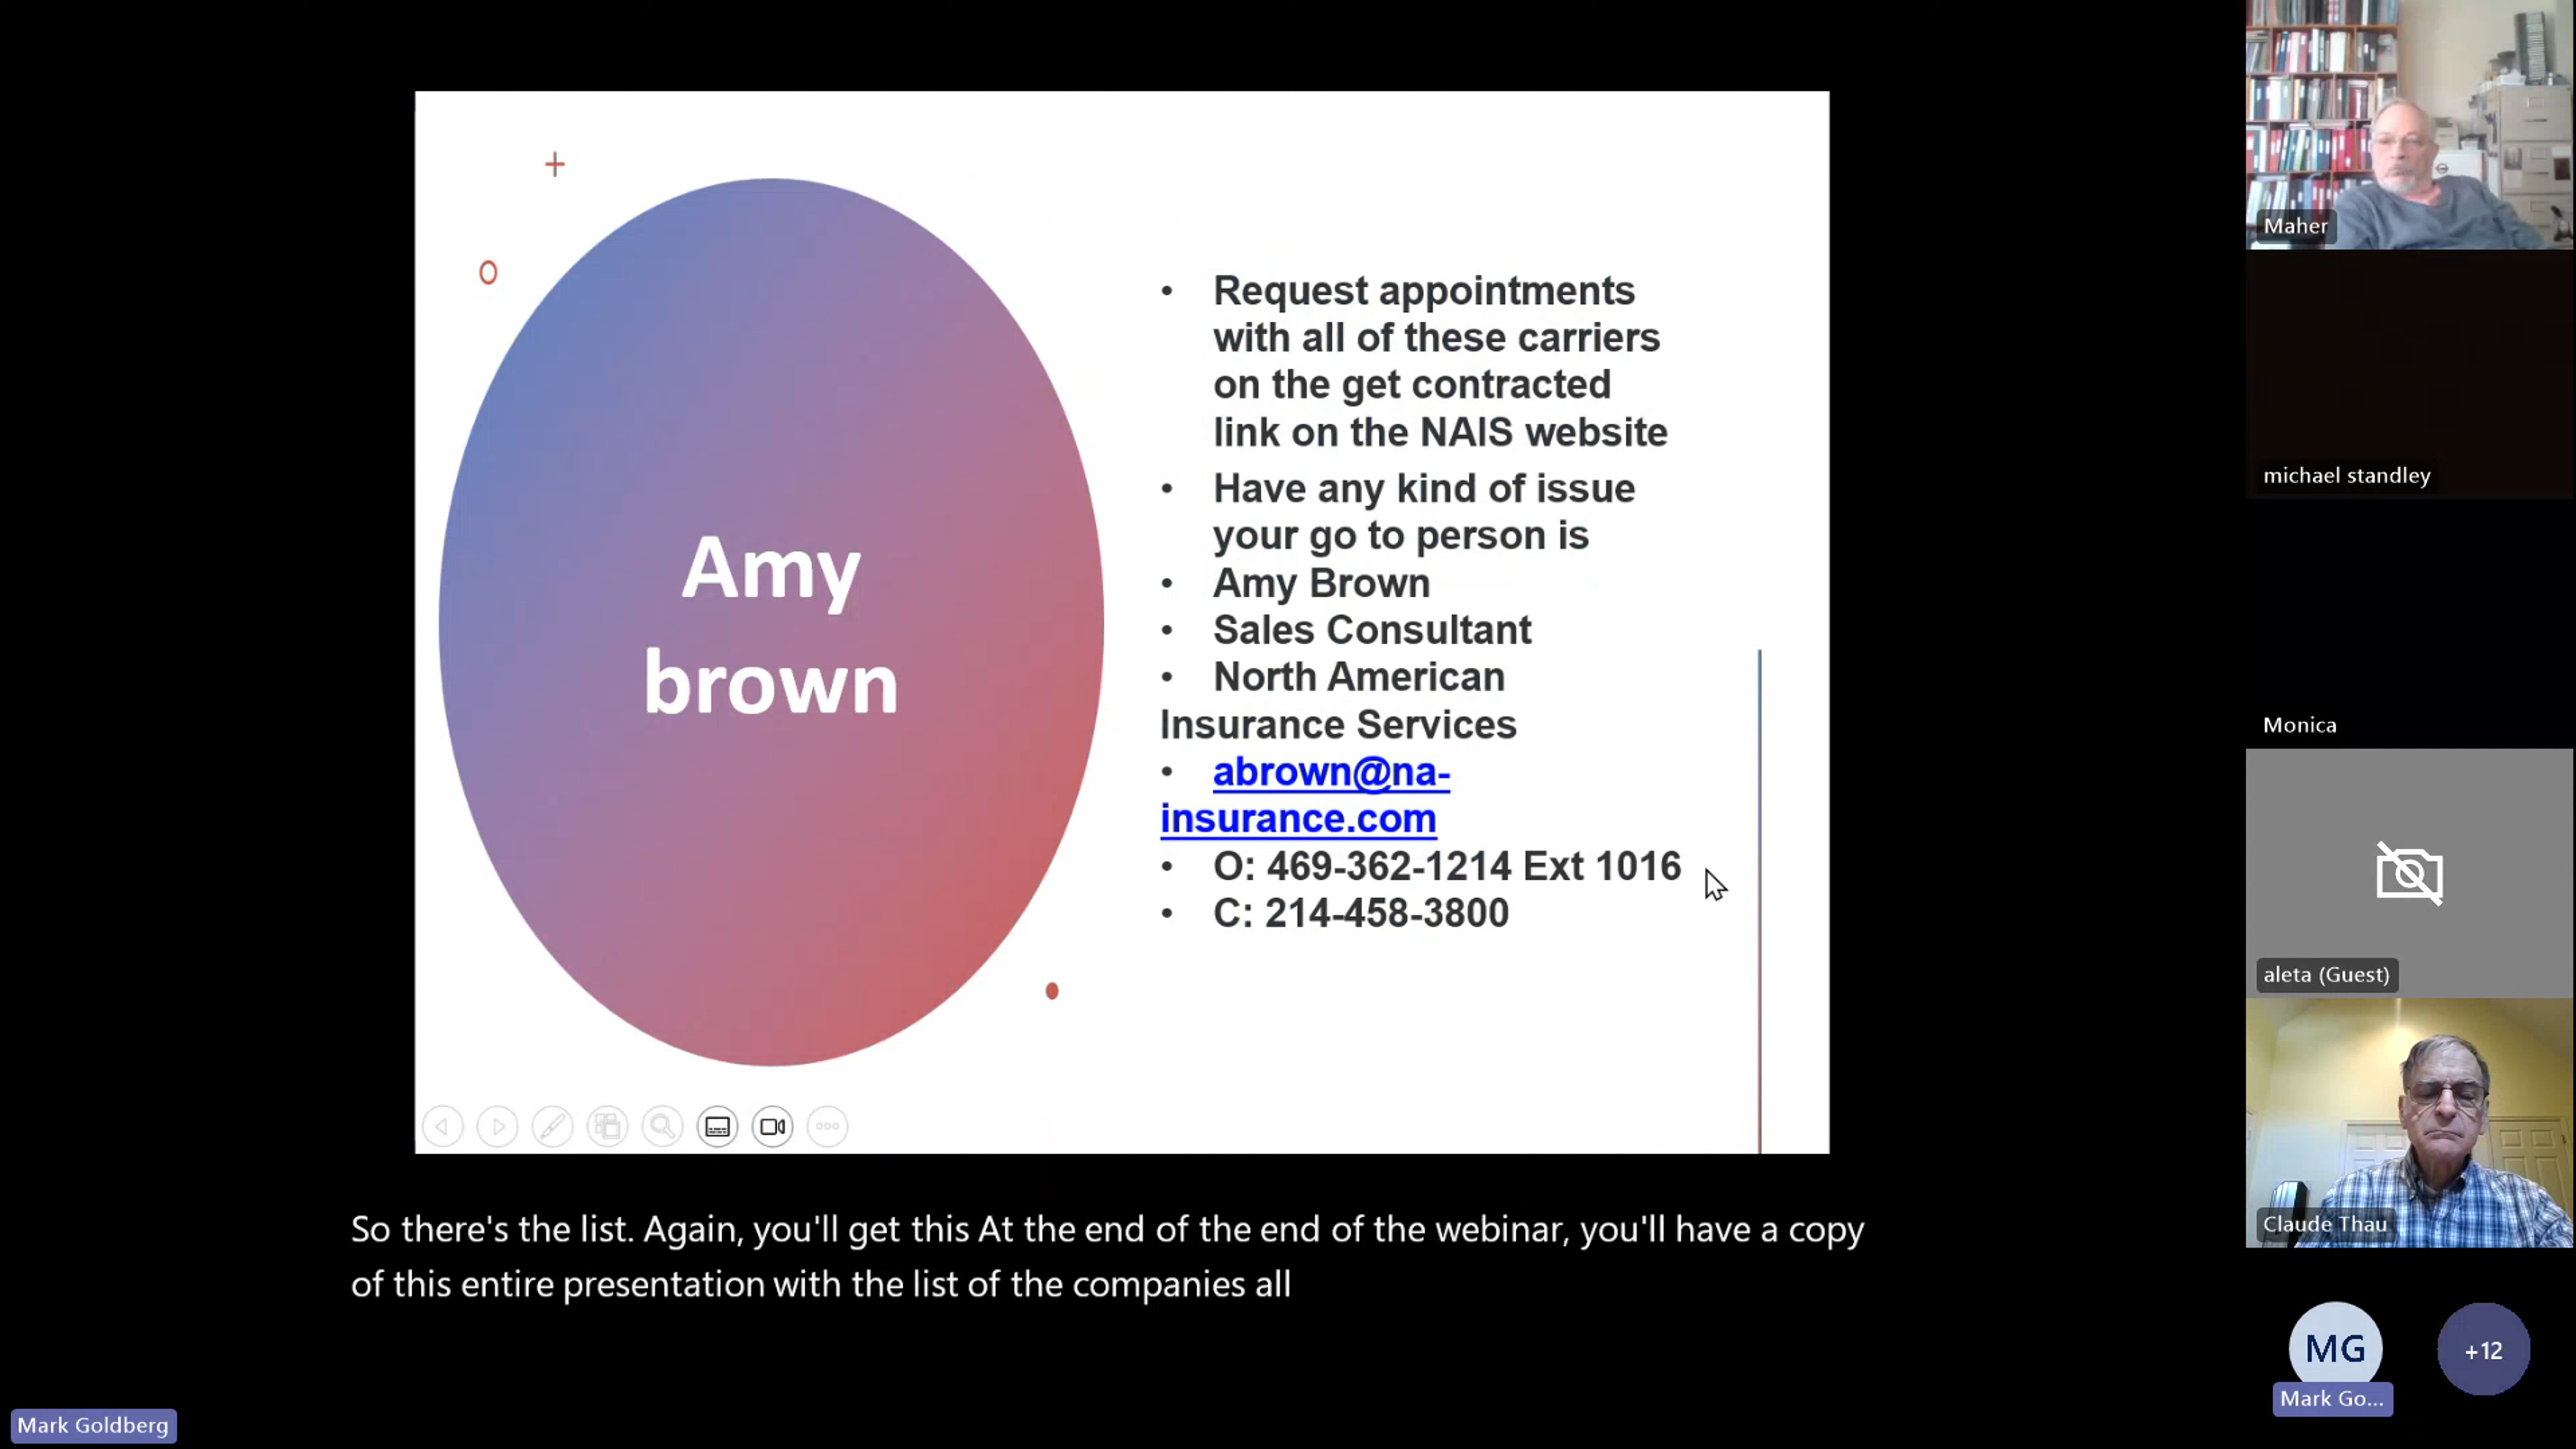 Amy
brown
• Request appointments
with all of these carriers
on the get contracted
link on the NAIS website
• Have any kind of issue
your go to person is
• Amy Brown
• Sales Consultant
• North American
Insurance Services
• abrown@na-
insurance.com
• O: 469-362-1214 Ext 1016
• C: 214-458-3800
So there's the list. Again, you'll get this At the end of the end of the webinar, you'll have a copy
of this entire presentation with the list of the companies all
Mark Goldberg
Maher
michael standley
Monica
aleta (Guest)
Claude Thau
MG
Mark Go...
+12